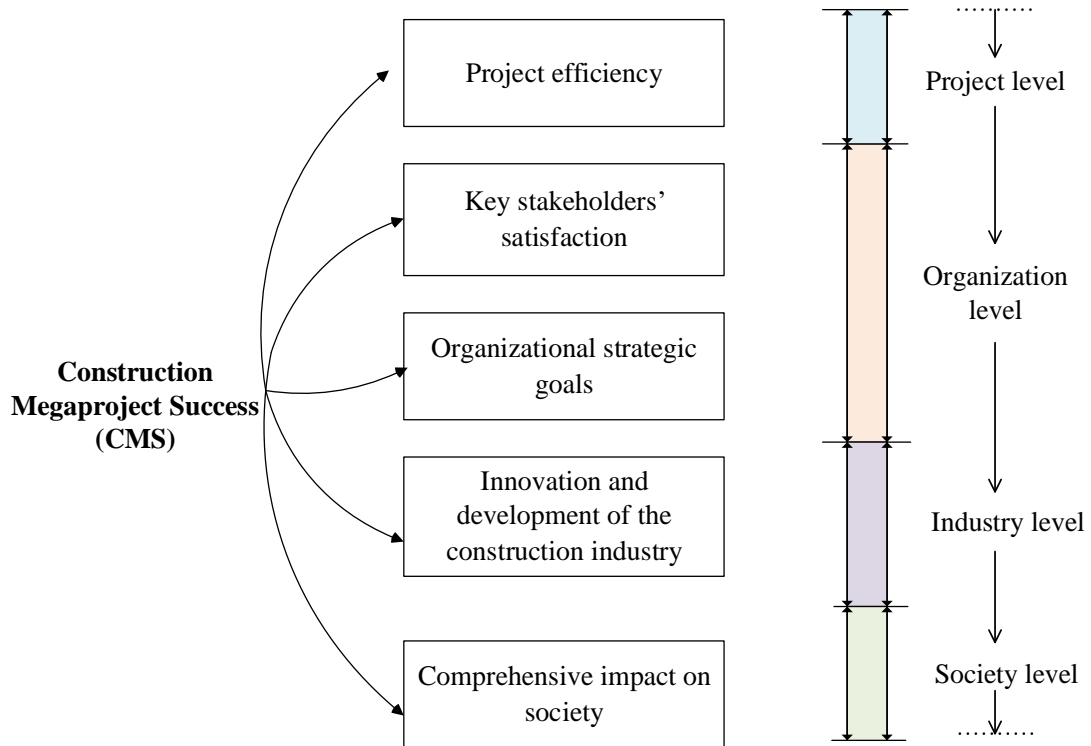 Project efficiency
Key stakeholders’
satisfaction
Organizational strategic
goals
Innovation and
development of the
construction industry
Comprehensive impact on
society
Construction
Megaproject Success
(CMS)
Project level
Organization
level
Industry level
Society level